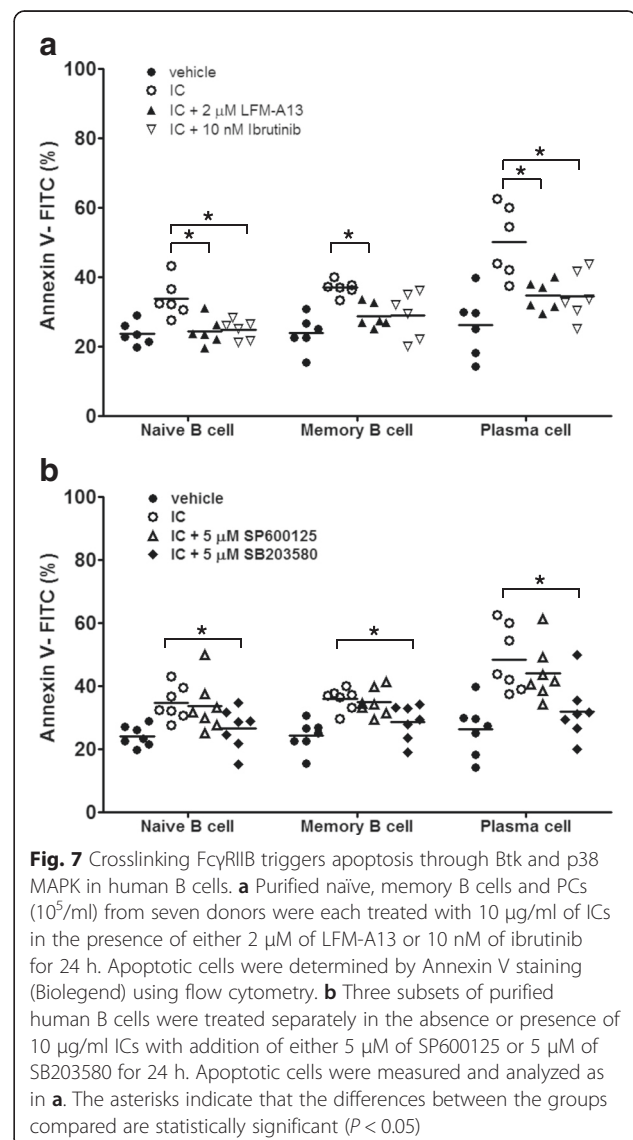 a
100
80
60
40
20
0
Annexin V- FITC (%)
vehicle
IC
IC + 2 μM LFM-A13
IC + 10 nM Ibrutinib
*
*
*
*
*
Naive B cell Memory B cell Plasma cell
b
100
80
60
40
20
0
Annexin V- FITC (%)
vehicle
IC
IC + 5 μM SP600125
IC + 5 μM SB203580
*
*
*
Naive B cell Memory B cell Plasma cell
Fig. 7 Crosslinking FcγRIIB triggers apoptosis through Btk and p38
MAPK in human B cells. a Purified naïve, memory B cells and PCs
(10⁵/ml) from seven donors were each treated with 10 μg/ml of ICs
in the presence of either 2 μM of LFM-A13 or 10 nM of ibrutinib
for 24 h. Apoptotic cells were determined by Annexin V staining
(Biolegend) using flow cytometry. b Three subsets of purified
human B cells were treated separately in the absence or presence of
10 μg/ml ICs with addition of either 5 μM of SP600125 or 5 μM of
SB203580 for 24 h. Apoptotic cells were measured and analyzed as
in a. The asterisks indicate that the differences between the groups
compared are statistically significant (P < 0.05)